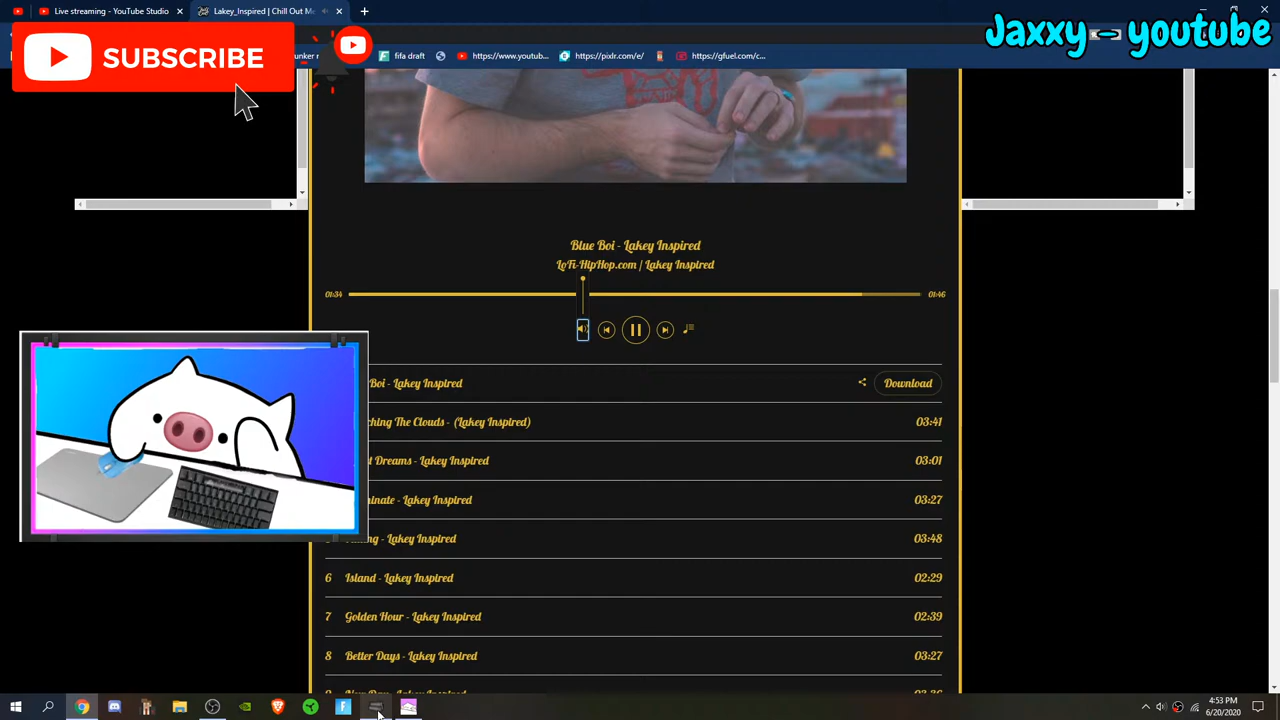 Live streaming - YouTube Studio
Lakey_Inspired | Chill Out M
SUBSCRIBE
Jaxxy - youtube
fifa draft
https://www.youtub...
https://pixlr.com/e/
https://gfuel.com/c...
Blue Boi - Lakey Inspired
LoFi-HipHop.com / Lakey Inspired
01:34
01:46
Boi - Lakey Inspired
Download
ching The Clouds - (Lakey Inspired)
03:41
t Dreams - Lakey Inspired
03:01
inate - Lakey Inspired
03:27
ng - Lakey Inspired
03:48
6 Island - Lakey Inspired
02:29
7 Golden Hour - Lakey Inspired
02:39
8 Better Days - Lakey Inspired
03:27
4:53 PM
6/20/2020